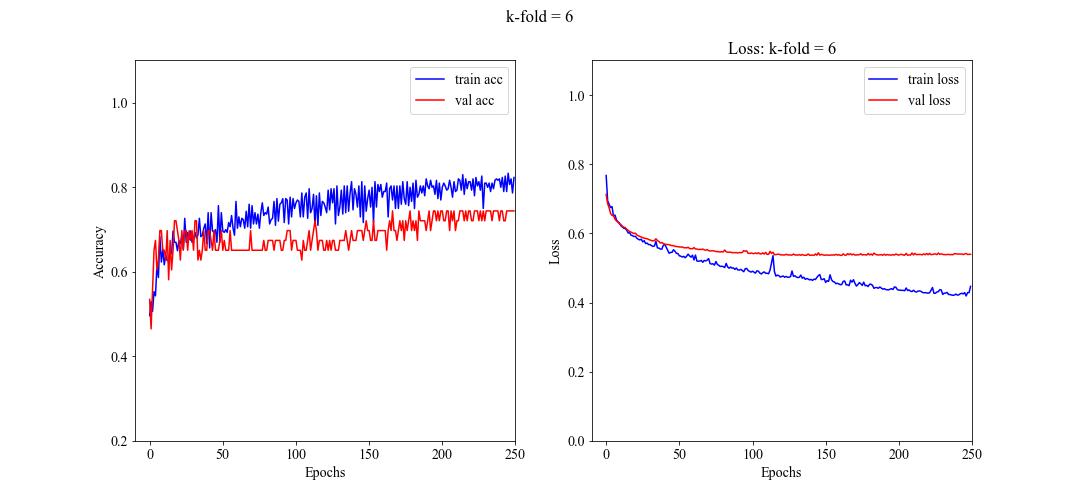 k-fold = 6
Loss: k-fold = 6
train acc
val acc
train loss
val loss
1.0
0.8
0.6
0.4
0.2
Accuracy
0
50
100
150
200
250
Epochs
1.0
0.8
0.6
0.4
0.2
0.0
Loss
0
50
100
150
200
250
Epochs